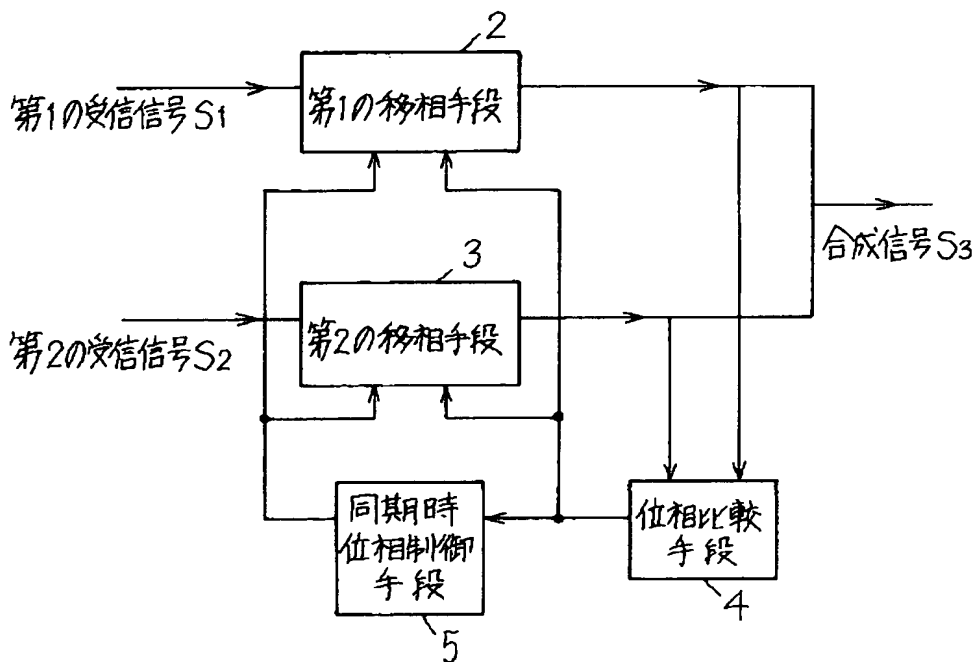 2
第1の受信信号S1
第1の移相手段
合成信号S3
3
第2の受信信号S2
第2の移相手段
同期時
位相制御
手段
位相比較
手段
4
5